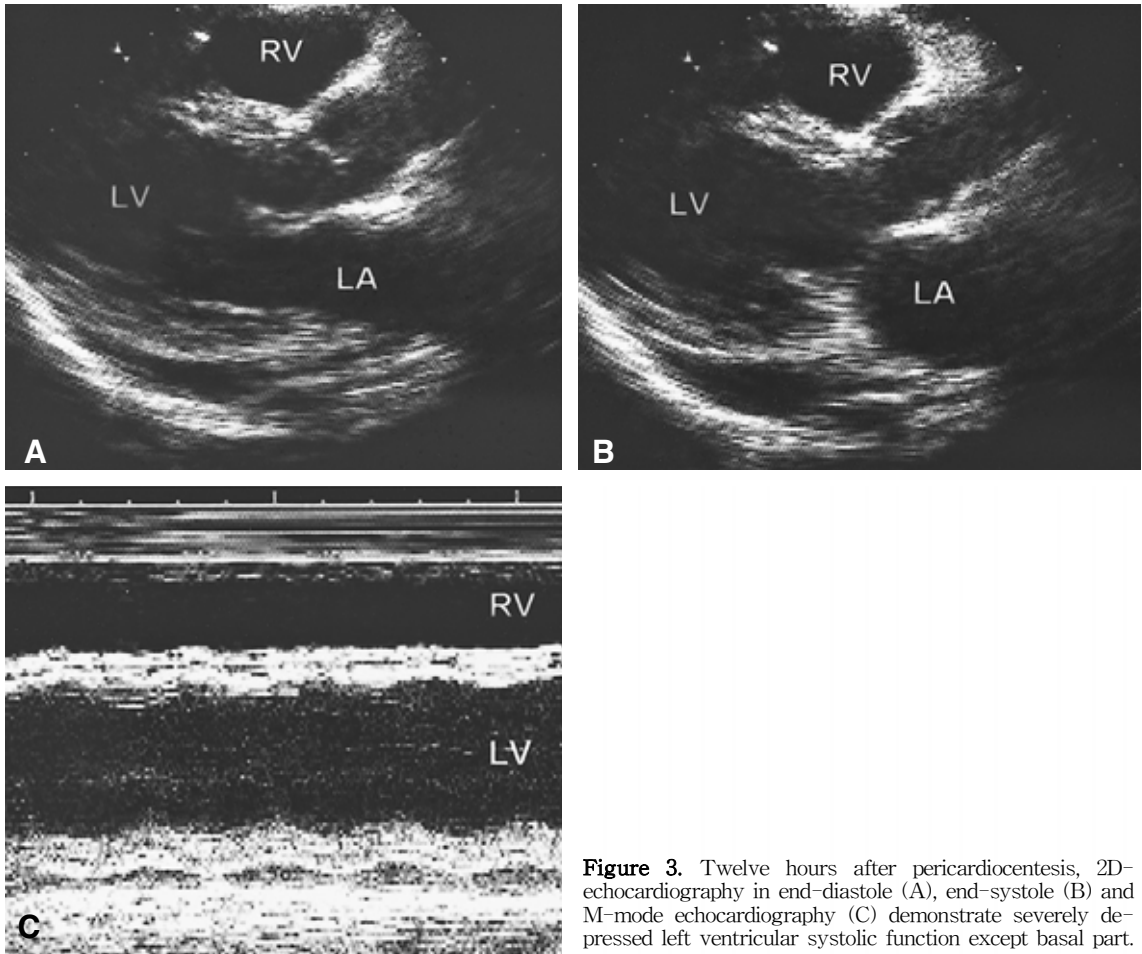 RV
LV
LA
A
RV
LV
LA
B
RV
LV
C
Figure 3. Twelve hours after pericardiocentesis, 2D-
echocardiography in end-diastole (A), end-systole (B) and
M-mode echocardiography (C) demonstrate severely de-
pressed left ventricular systolic function except basal part.